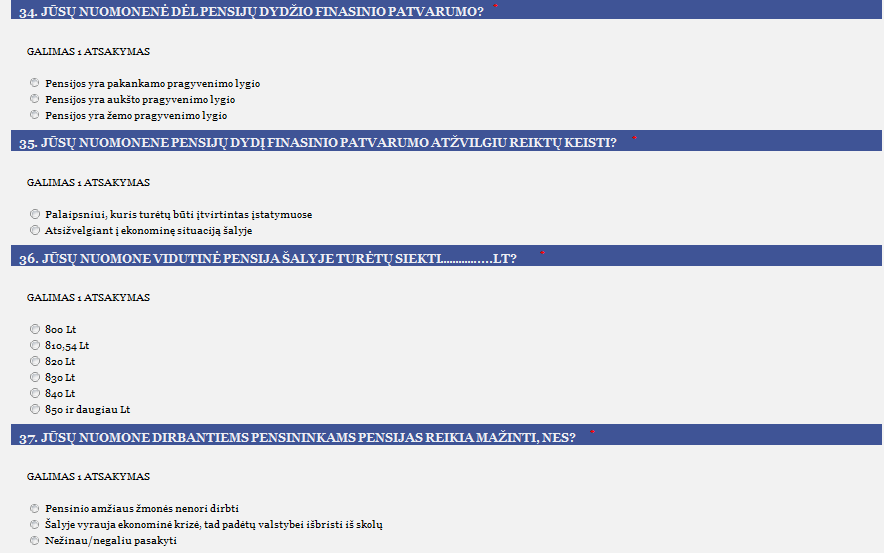 34. JŪSŲ NUOMONENĖ DĖL PENSIJŲ DYDŽIO FINASINIO PATVARUMO? *
GALIMAS 1 ATSAKYMAS
Pensijos yra pakankamo pragyvenimo lygio
Pensijos yra aukšto pragyvenimo lygio
Pensijos yra žemo pragyvenimo lygio
35. JŪSŲ NUOMONENE PENSIJŲ DYDĮ FINASINIO PATVARUMO ATŽVILGIU REIKTŲ KEISTI? *
GALIMAS 1 ATSAKYMAS
Palaipsniui, kuris turėtų būti įtvirtintas įstatymuose
Atsižvelgiant į ekonominę situaciją šalyje
36. JŪSŲ NUOMONE VIDUTINĖ PENSIJA ŠALYJE TURĖTŲ SIEKTI...............LT? *
GALIMAS 1 ATSAKYMAS
800 Lt
810,54 Lt
820 Lt
830 Lt
840 Lt
850 ir daugiau Lt
37. JŪSŲ NUOMONE DIRBANTIEMS PENSININKAMS PENSIJAS REIKIA MAŽINTI, NES? *
GALIMAS 1 ATSAKYMAS
Pensinio amžiaus žmonės nenori dirbti
Šalyje vyrauja ekonominė krizė, tad padėtų valstybei išbristi iš skolų
Nežinau/negaliu pasakyti